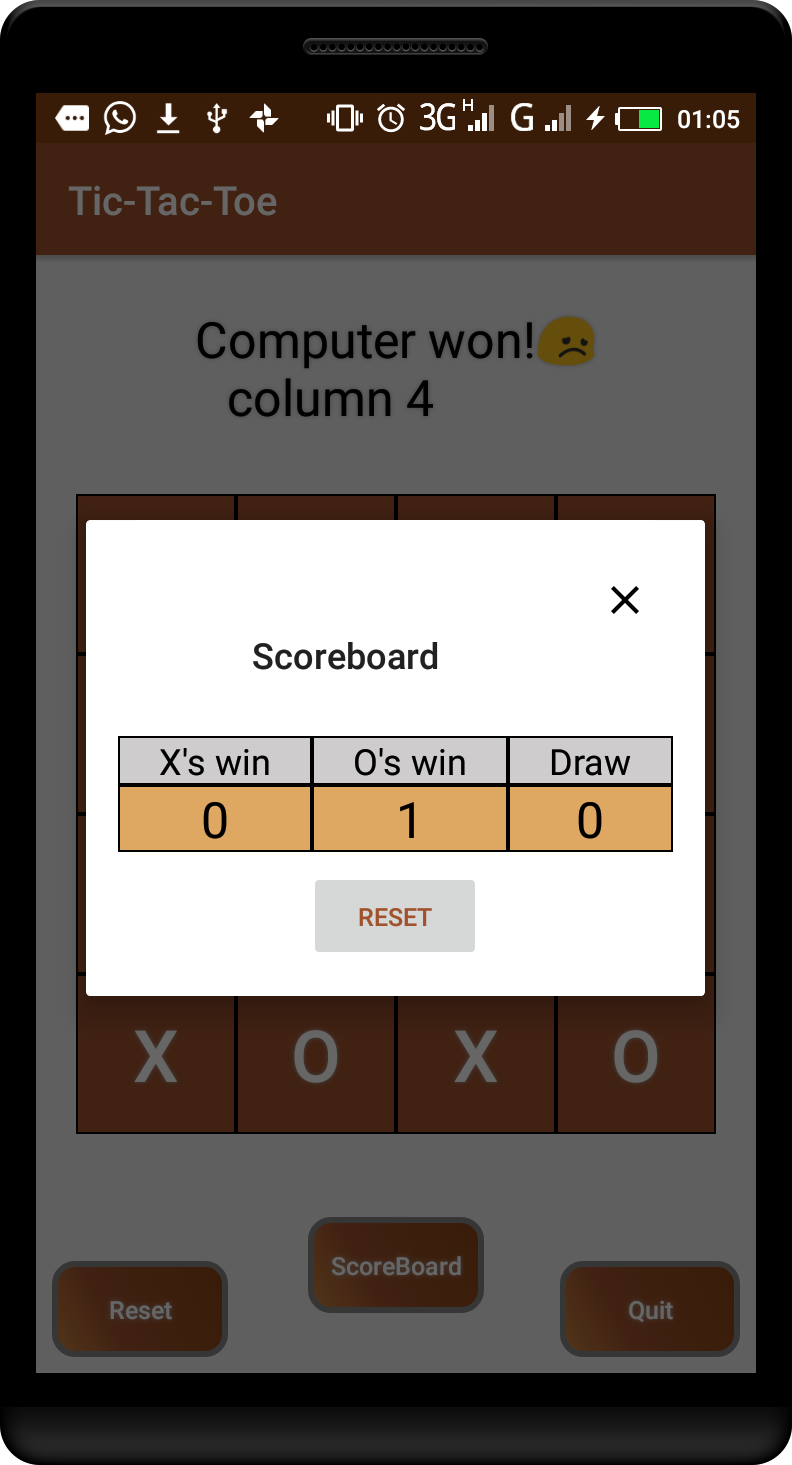 3G H G 01:05
Tic-Tac-Toe
Computer won!😞
column 4
Scoreboard
X's win O's win Draw
0 1 0
RESET
X O X O
ScoreBoard
Reset Quit